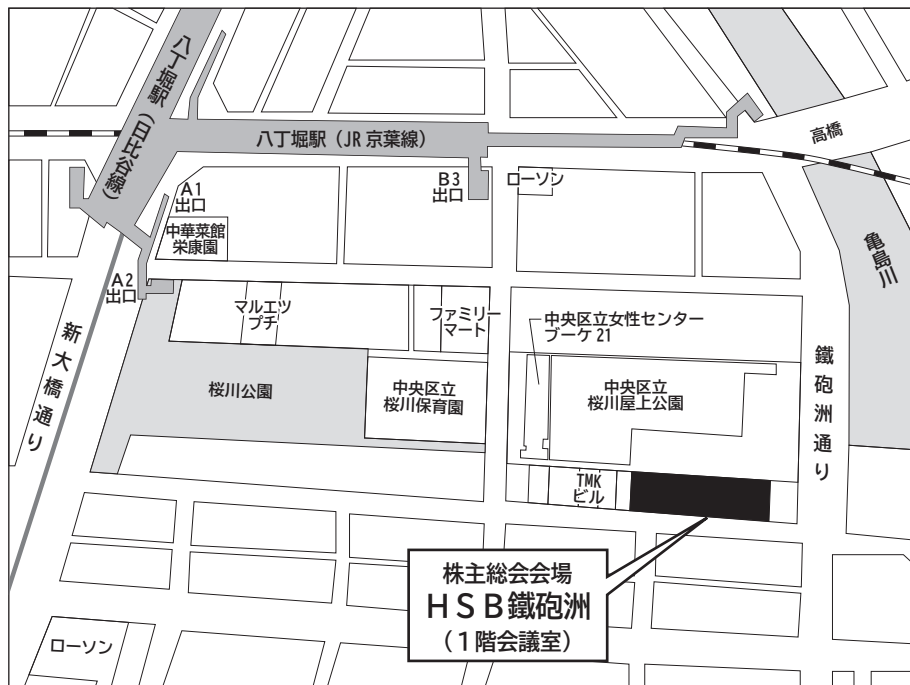 八丁堀駅（日比谷線）
八丁堀駅（JR 京葉線）
高橋
A1
出口
B3
出口
ローソン
中華菜館
栄康園
亀島川
A2
出口
マルエツ
プチ
ファミリー
マート
中央区立女性センター
ブーケ 21
新大橋通り
鐵砲洲通り
桜川公園
中央区立
桜川保育園
中央区立
桜川屋上公園
TMK
ビル
株主総会会場
ＨＳＢ鐵砲洲
（１階会議室）
ローソン